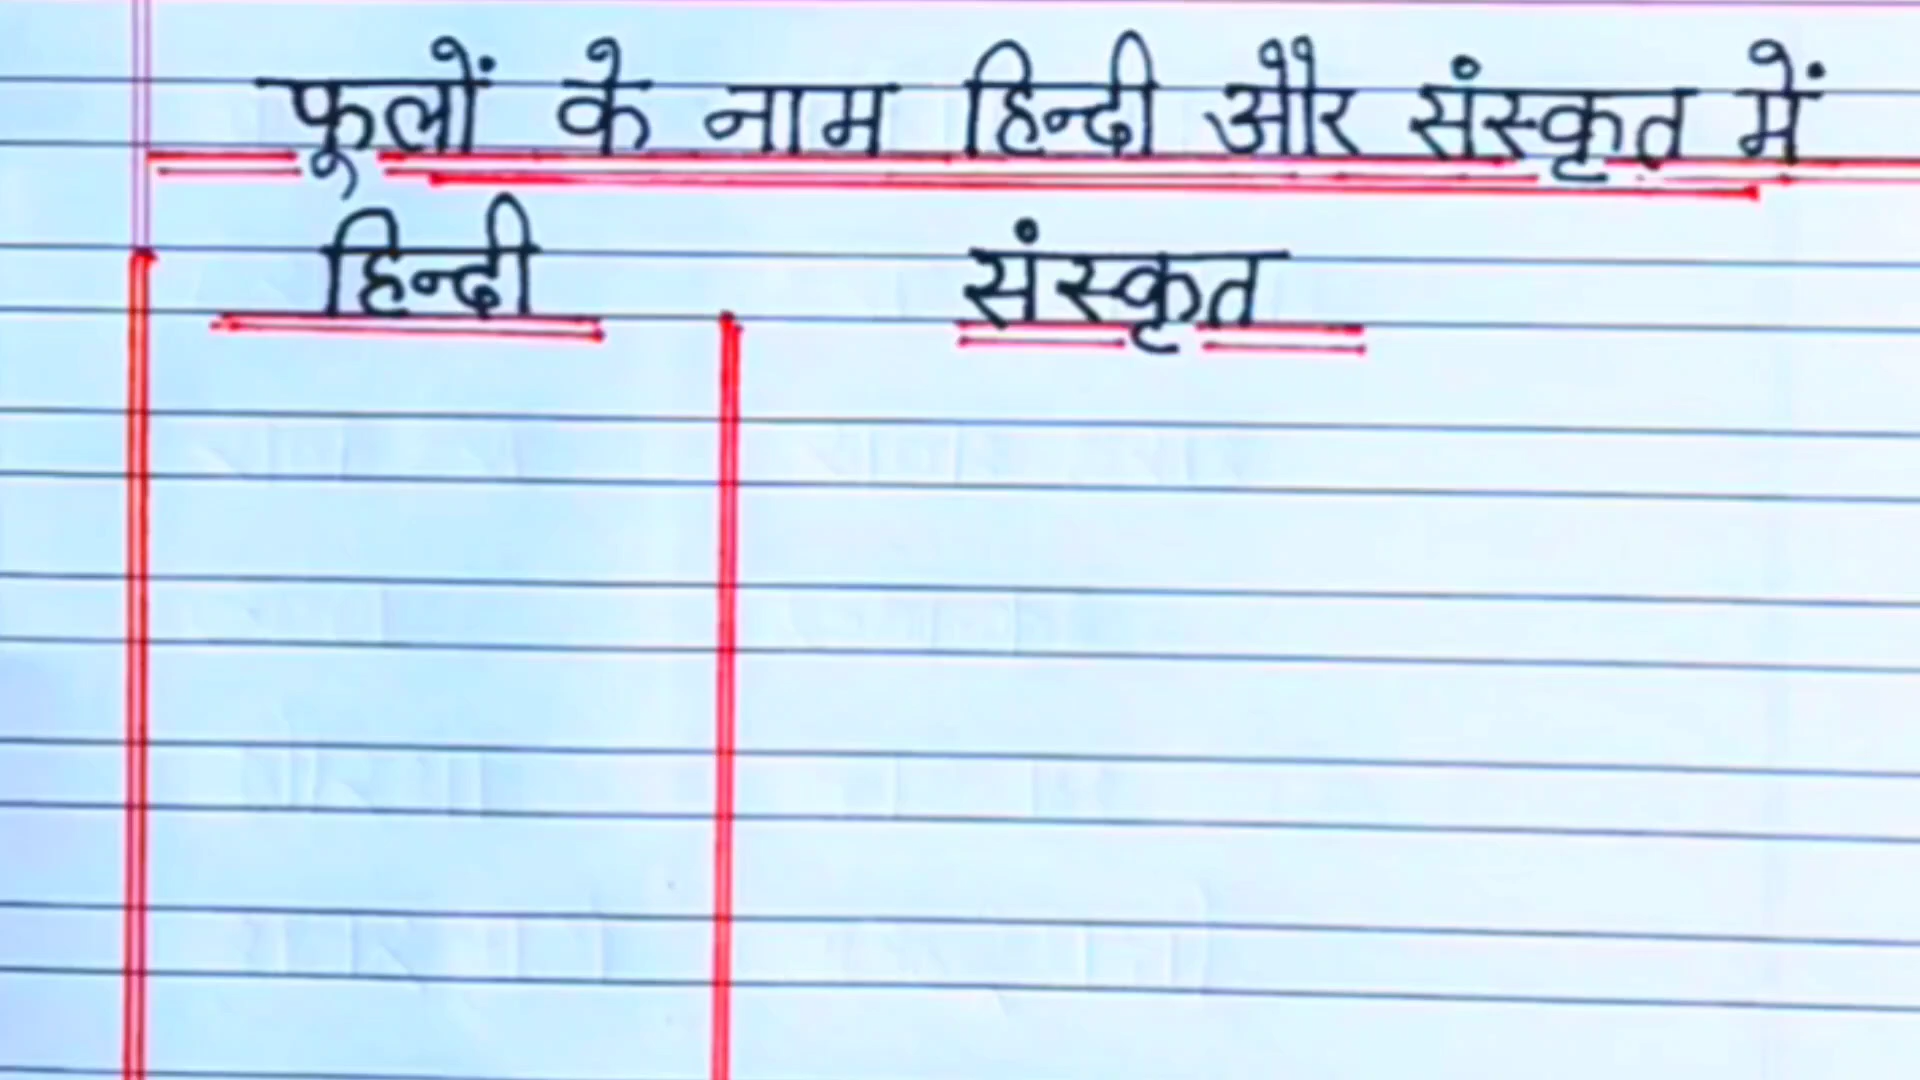 फूलों के नाम हिन्दी और संस्कृत में
हिन्दी संस्कृत